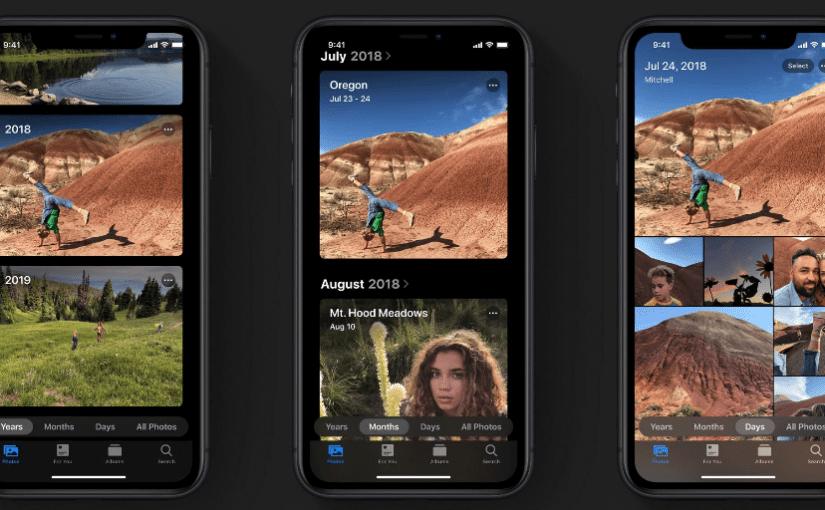 9:41
2018
2019
Years Months Days All Photos
Photos For You Albums Search
9:41
July 2018 >
Oregon
Jul 23 - 24
August 2018 >
Mt. Hood Meadows
Aug 10
Years Months Days All Photos
Photos For You Albums Search
9:41
Jul 24, 2018
Select
Mitchell
Years Months Days All Photos
Photos For You Albums Search